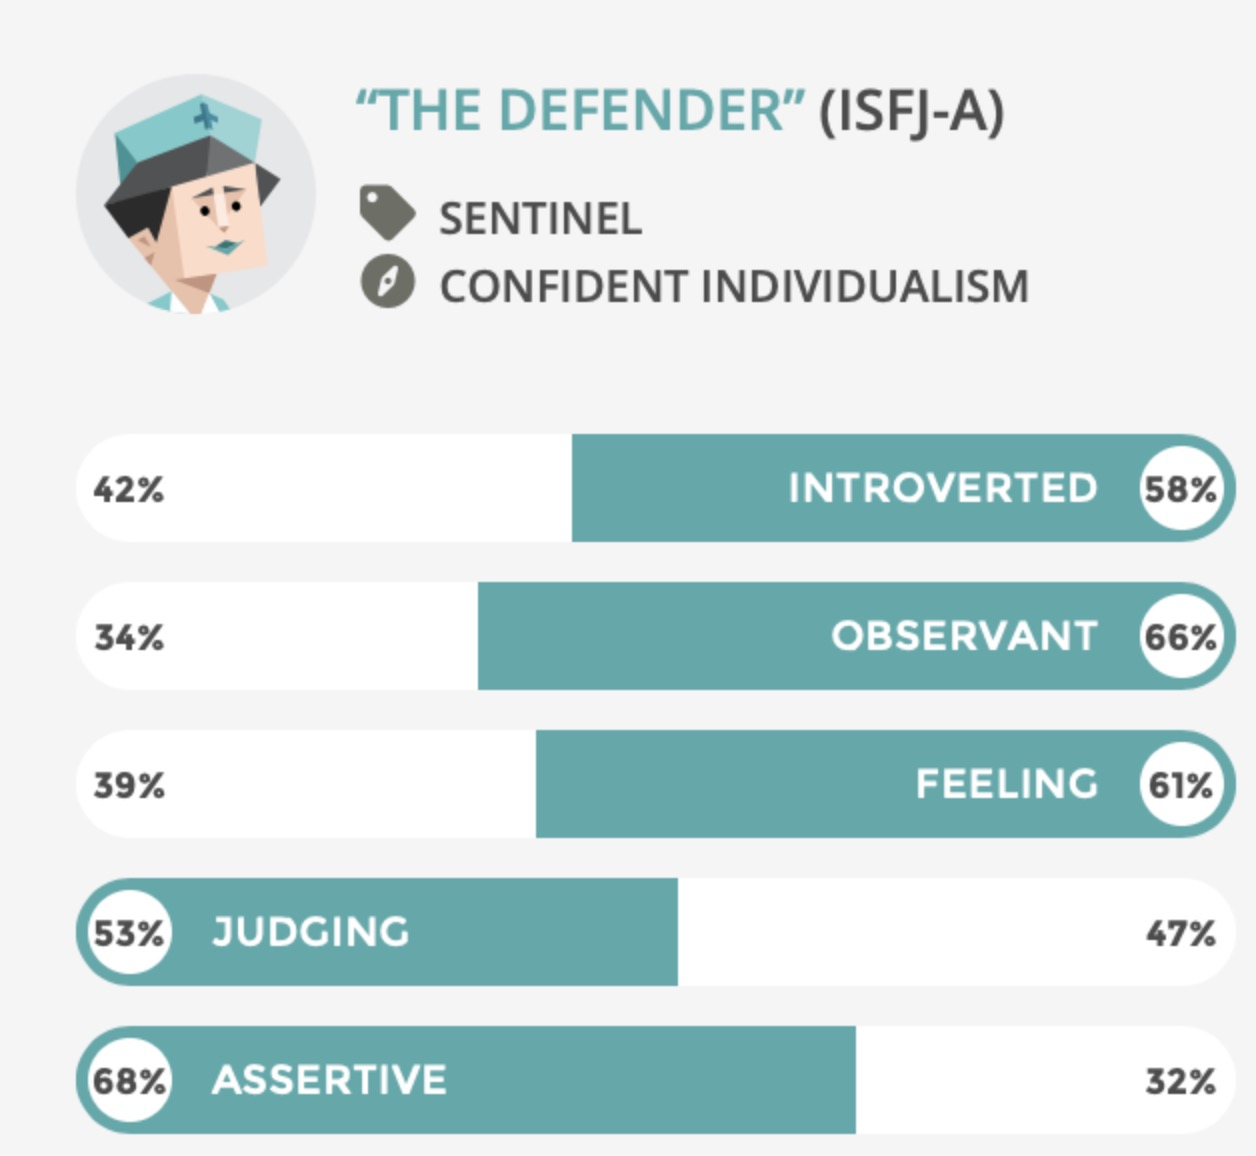 “THE DEFENDER” (ISFJ-A)
SENTINEL
CONFIDENT INDIVIDUALISM
42% INTROVERTED 58%
34% OBSERVANT 66%
39% FEELING 61%
53% JUDGING 47%
68% ASSERTIVE 32%